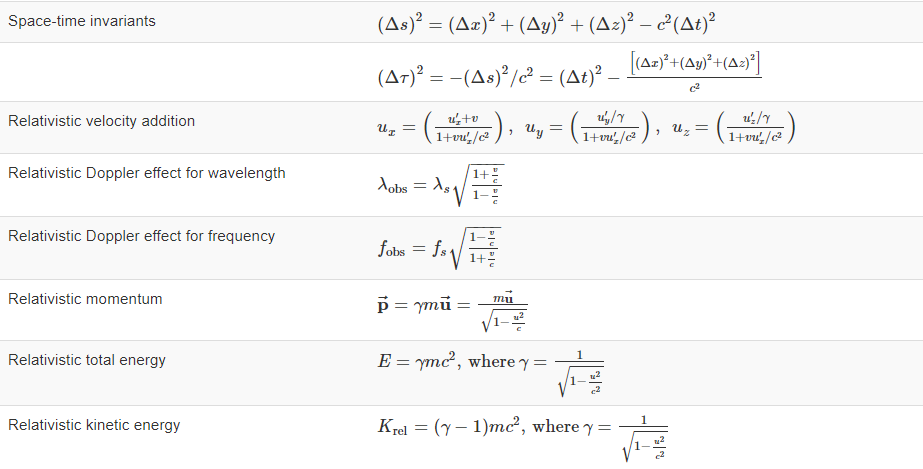 Space-time invariants (Δs)² = (Δx)² + (Δy)² + (Δz)² − c²(Δt)²
(Δτ)² = −(Δs)²/c² = (Δt)² − [(Δx)²+(Δy)²+(Δz)²]/c²
Relativistic velocity addition uₓ = ((u′ₓ+v)/(1+vu′ₓ/c²)), u_y = ((u′_y/γ)/(1+vu′ₓ/c²)), u_z = ((u′_z/γ)/(1+vu′ₓ/c²))
Relativistic Doppler effect for wavelength λ_obs = λ_s √((1+v/c)/(1−v/c))
Relativistic Doppler effect for frequency f_obs = f_s √((1−v/c)/(1+v/c))
Relativistic momentum p⃗ = γmu⃗ = mu⃗/√(1−u²/c)
Relativistic total energy E = γmc², where γ = 1/√(1−u²/c²)
Relativistic kinetic energy K_rel = (γ − 1)mc², where γ = 1/√(1−u²/c²)